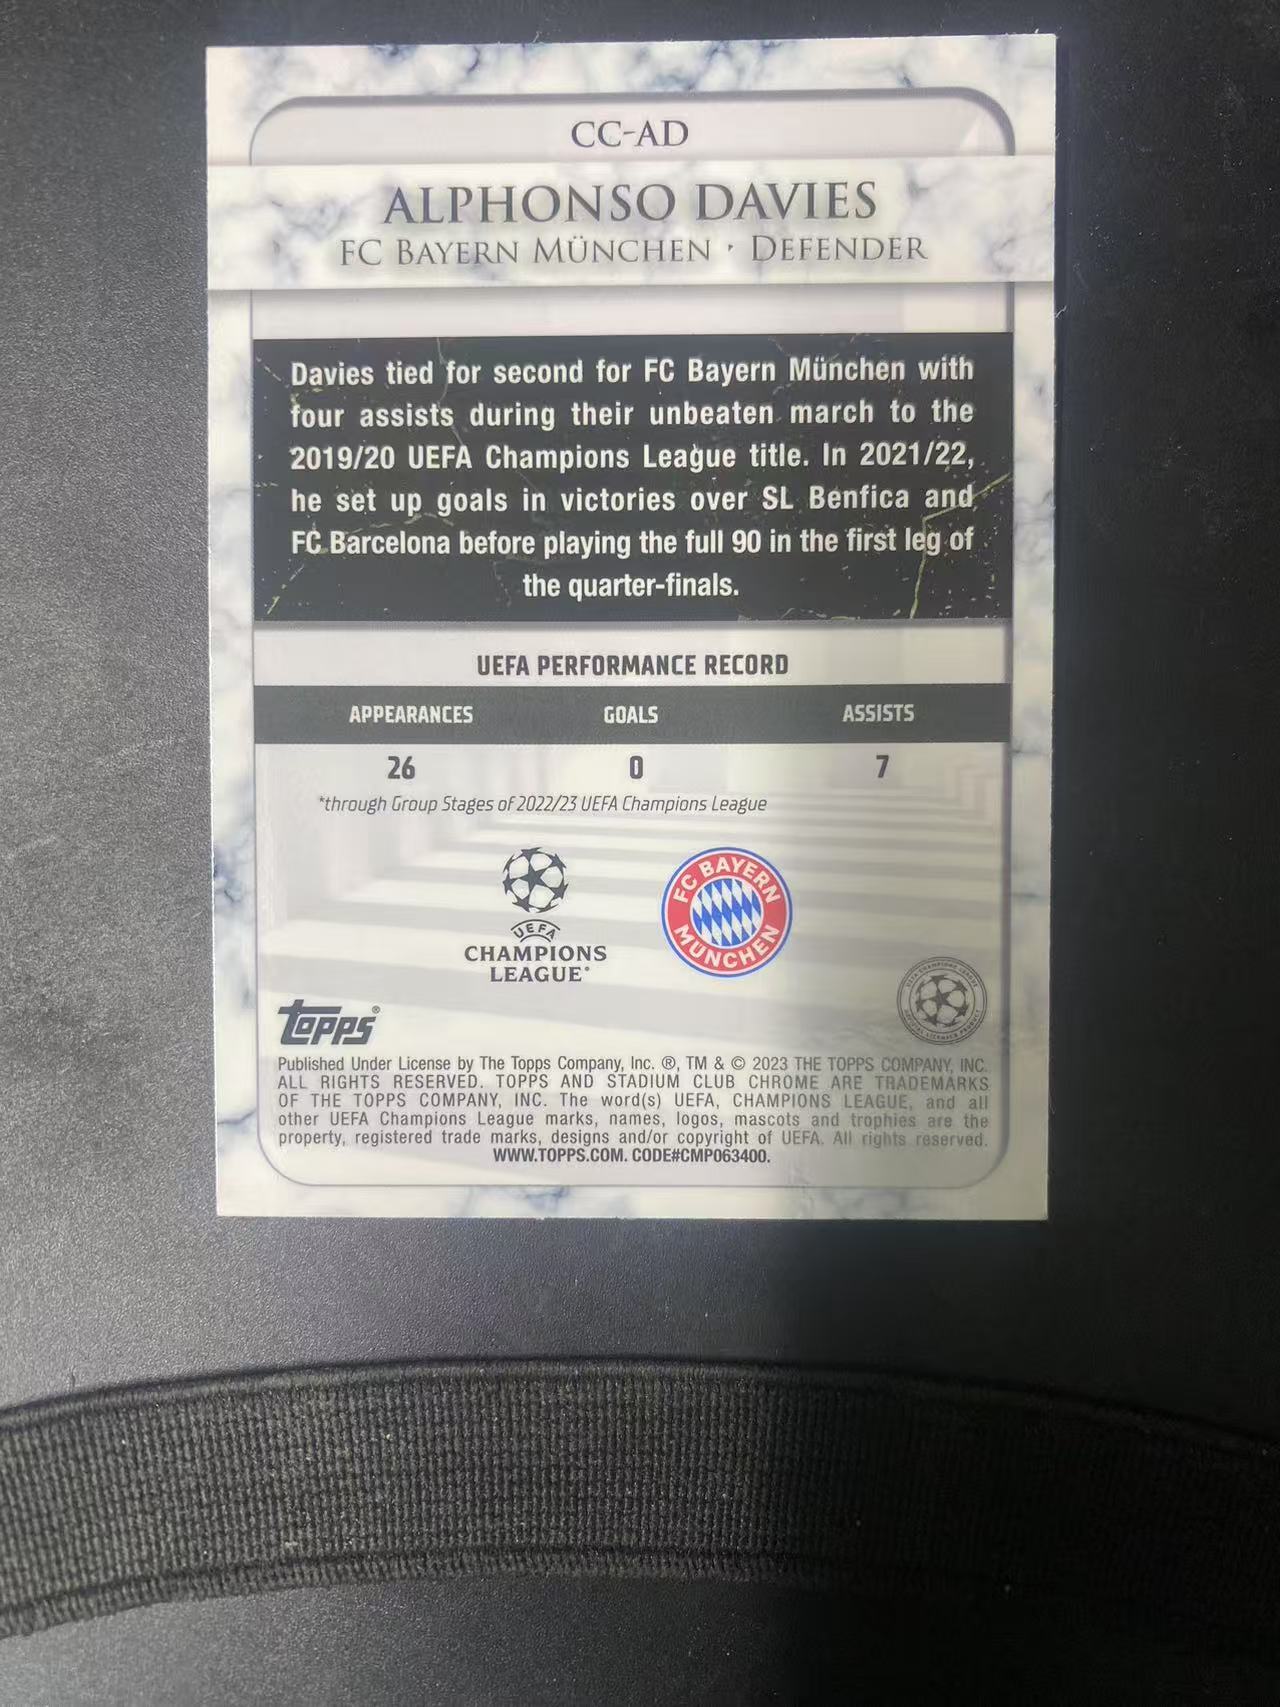 CC-AD
ALPHONSO DAVIES
FC BAYERN MÜNCHEN · DEFENDER
Davies tied for second for FC Bayern München with
four assists during their unbeaten march to the
2019/20 UEFA Champions League title. In 2021/22,
he set up goals in victories over SL Benfica and
FC Barcelona before playing the full 90 in the first leg of
the quarter-finals.
UEFA PERFORMANCE RECORD
APPEARANCES GOALS ASSISTS
26 0 7
*through Group Stages of 2022/23 UEFA Champions League
UEFA
CHAMPIONS
LEAGUE®
FC BAYERN
MÜNCHEN
UEFA CHAMPIONS LEAGUE
OFFICIAL LICENSED PRODUCT
Topps®
Published Under License by The Topps Company, Inc. ®, TM & © 2023 THE TOPPS COMPANY, INC.
ALL RIGHTS RESERVED. TOPPS AND STADIUM CLUB CHROME ARE TRADEMARKS
OF THE TOPPS COMPANY, INC. The word(s) UEFA, CHAMPIONS LEAGUE, and all
other UEFA Champions League marks, names, logos, mascots and trophies are the
property, registered trade marks, designs and/or copyright of UEFA. All rights reserved.
WWW.TOPPS.COM. CODE#CMP063400.